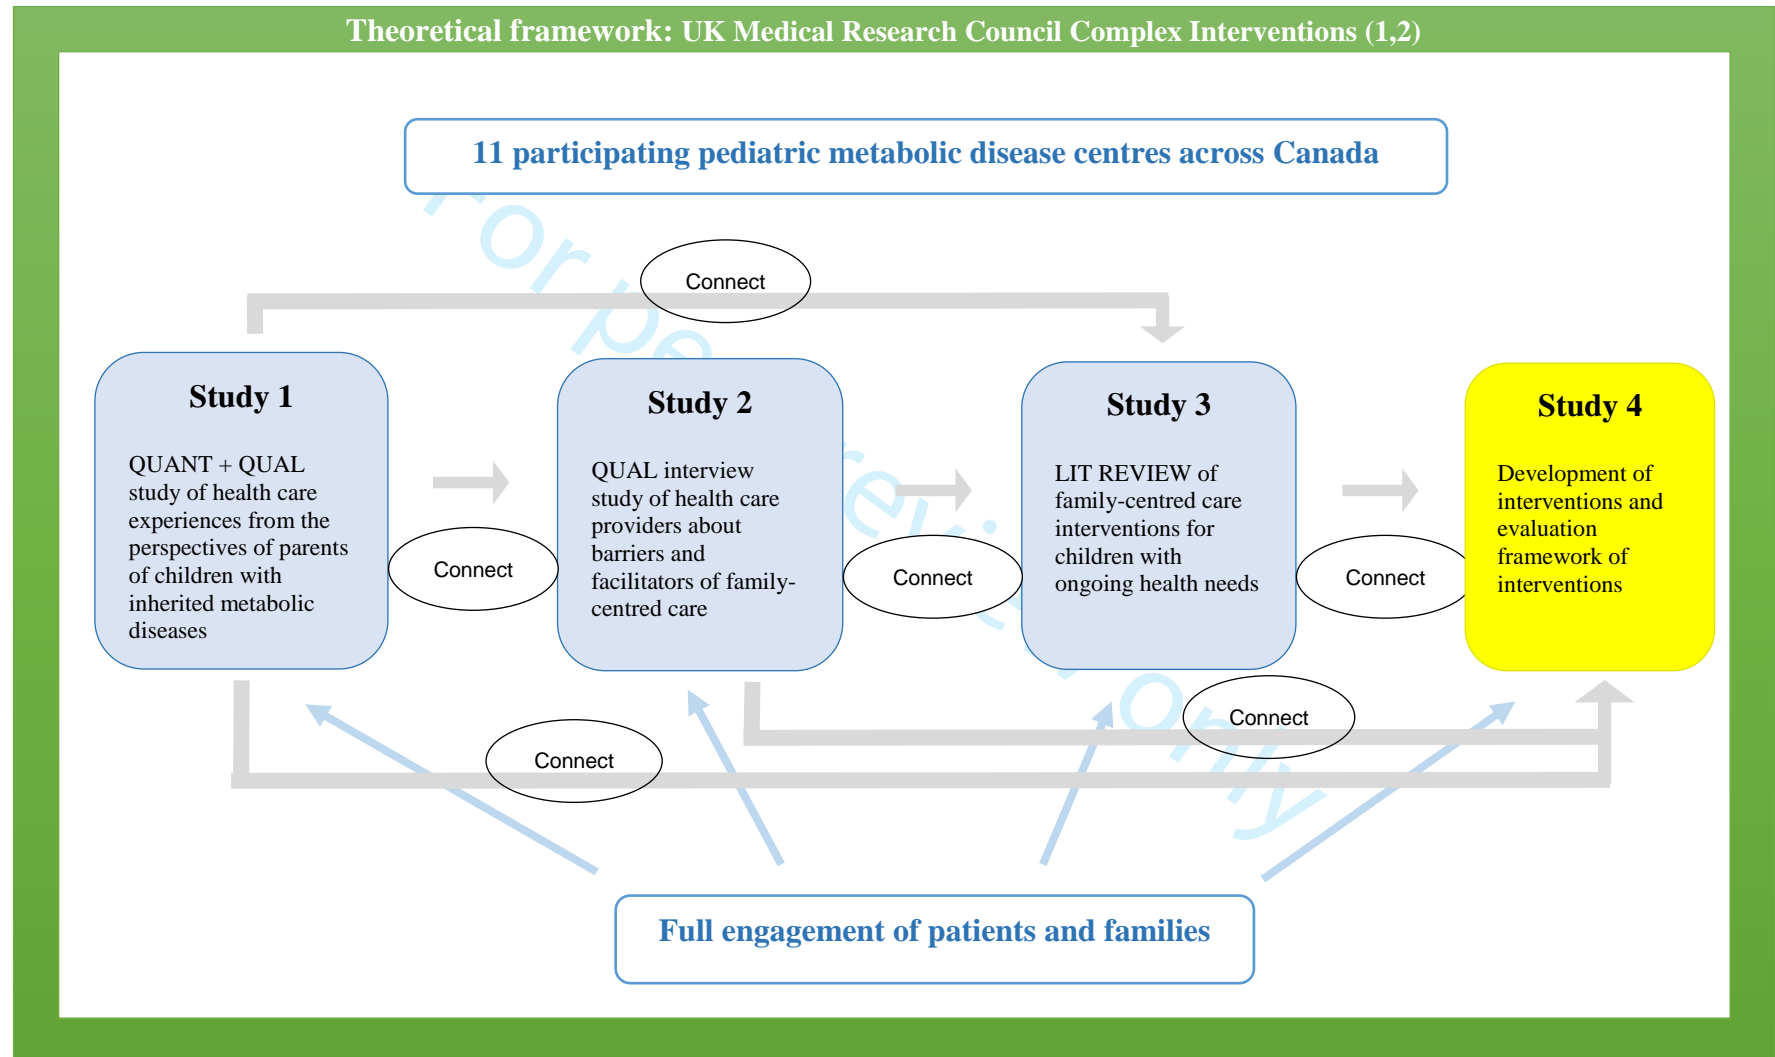 Theoretical framework: UK Medical Research Council Complex Interventions (1,2)
11 participating pediatric metabolic disease centres across Canada
Connect
Study 1
QUANT + QUAL
study of health care
experiences from the
perspectives of parents
of children with
inherited metabolic
diseases
Connect
Study 2
QUAL interview
study of health care
providers about
barriers and
facilitators of family-
centred care
Connect
Study 3
LIT REVIEW of
family-centred care
interventions for
children with
ongoing health needs
Connect
Study 4
Development of
interventions and
evaluation
framework of
interventions
Connect
Connect
Full engagement of patients and families
For peer review only